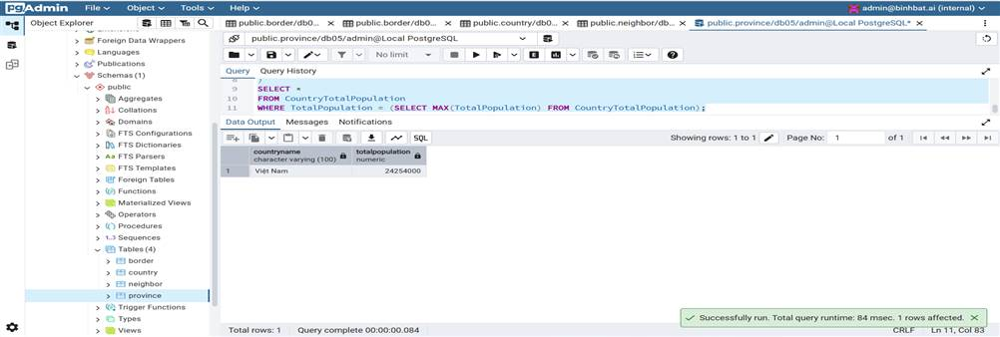 pgAdmin File Object Tools Help admin@binhbat.ai (internal)
Object Explorer
public.border/db0... public.border/db0... public.country/db0... public.neighbor/db... public.province/db05/admin@Local PostgreSQL*
public.province/db05/admin@Local PostgreSQL
No limit
Query Query History
9 SELECT *
10 FROM CountryTotalPopulation
11 WHERE TotalPopulation = (SELECT MAX(TotalPopulation) FROM CountryTotalPopulation);
Data Output Messages Notifications
SQL Showing rows: 1 to 1 Page No: 1 of 1
countryname
character varying (100)
totalpopulation
numeric
1 Việt Nam 24254000
Foreign Data Wrappers
Languages
Publications
Schemas (1)
public
Aggregates
Collations
Domains
FTS Configurations
FTS Dictionaries
FTS Parsers
FTS Templates
Foreign Tables
Functions
Materialized Views
Operators
Procedures
1..3 Sequences
Tables (4)
border
country
neighbor
province
Trigger Functions
Types
Views
Successfully run. Total query runtime: 84 msec. 1 rows affected.
Total rows: 1 Query complete 00:00:00.084 CRLF Ln 11, Col 83